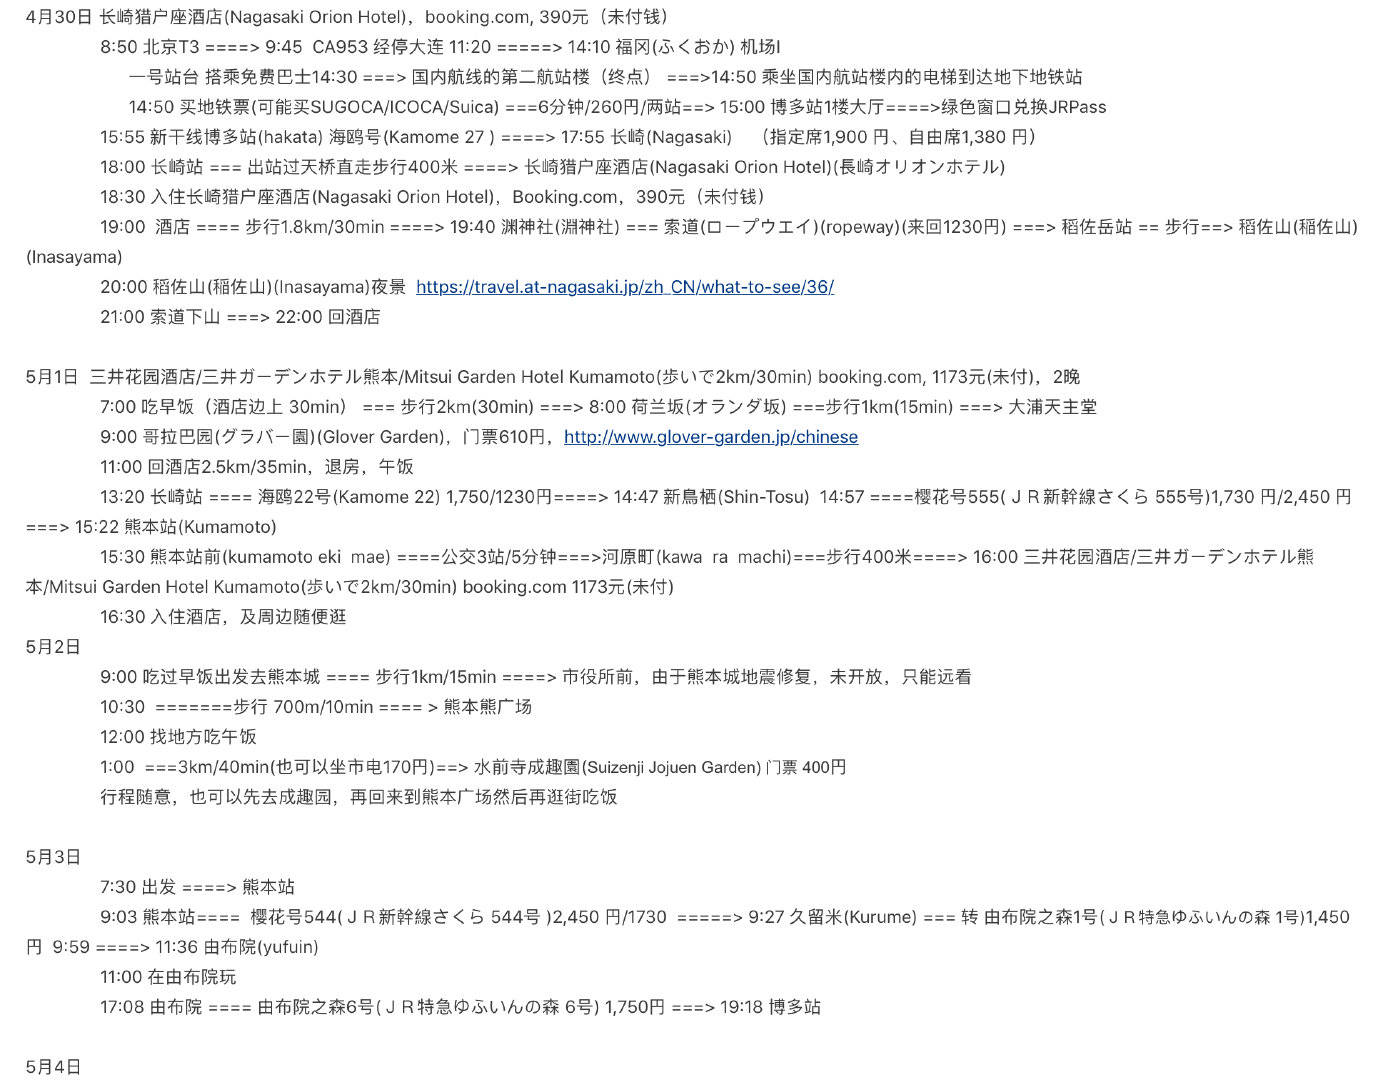 4月30日 长崎猎户座酒店(Nagasaki Orion Hotel)，booking.com, 390元（未付钱）
8:50 北京T3 ====> 9:45  CA953 经停大连 11:20 =====> 14:10 福冈(ふくおか) 机场I
一号站台 搭乘免费巴士14:30 ===> 国内航线的第二航站楼（终点） ===>14:50 乘坐国内航站楼内的电梯到达地下地铁站
14:50 买地铁票(可能买SUGOCA/ICOCA/Suica) ===6分钟/260円/两站==> 15:00 博多站1楼大厅====>绿色窗口兑换JRPass
15:55 新干线博多站(hakata) 海鸥号(Kamome 27 ) ====> 17:55 长崎(Nagasaki)    （指定席1,900 円、自由席1,380 円）
18:00 长崎站 === 出站过天桥直走步行400米 ====> 长崎猎户座酒店(Nagasaki Orion Hotel)(長崎オリオンホテル)
18:30 入住长崎猎户座酒店(Nagasaki Orion Hotel)，Booking.com，390元（未付钱）
19:00  酒店 ==== 步行1.8km/30min ====> 19:40 渊神社(淵神社) === 索道(ロープウエイ)(ropeway)(来回1230円) ===> 稻佐岳站 == 步行==> 稻佐山(稲佐山)
(Inasayama)
20:00 稻佐山(稲佐山)(Inasayama)夜景  https://travel.at-nagasaki.jp/zh_CN/what-to-see/36/
21:00 索道下山 ===> 22:00 回酒店
5月1日  三井花园酒店/三井ガーデンホテル熊本/Mitsui Garden Hotel Kumamoto(歩いで2km/30min) booking.com, 1173元(未付)，2晚
7:00 吃早饭（酒店边上 30min） === 步行2km(30min) ===> 8:00 荷兰坂(オランダ坂) ===步行1km(15min) ===> 大浦天主堂
9:00 哥拉巴园(グラバー園)(Glover Garden)，门票610円，http://www.glover-garden.jp/chinese
11:00 回酒店2.5km/35min，退房，午饭
13:20 长崎站 ==== 海鸥22号(Kamome 22) 1,750/1230円====> 14:47 新鳥栖(Shin-Tosu)  14:57 ====樱花号555(ＪＲ新幹線さくら 555号)1,730 円/2,450 円
===> 15:22 熊本站(Kumamoto)
15:30 熊本站前(kumamoto eki  mae) ====公交3站/5分钟===>河原町(kawa  ra  machi)===步行400米====> 16:00 三井花园酒店/三井ガーデンホテル熊
本/Mitsui Garden Hotel Kumamoto(歩いで2km/30min) booking.com 1173元(未付)
16:30 入住酒店，及周边随便逛
5月2日
9:00 吃过早饭出发去熊本城 ==== 步行1km/15min ====> 市役所前，由于熊本城地震修复，未开放，只能远看
10:30  =======步行 700m/10min ==== > 熊本熊广场
12:00 找地方吃午饭
1:00  ===3km/40min(也可以坐市电170円)==> 水前寺成趣園(Suizenji Jojuen Garden) 门票 400円
行程随意，也可以先去成趣园，再回来到熊本广场然后再逛街吃饭
5月3日
7:30 出发 ====> 熊本站
9:03 熊本站====  樱花号544(ＪＲ新幹線さくら 544号 )2,450 円/1730  =====> 9:27 久留米(Kurume) === 转 由布院之森1号(ＪＲ特急ゆふいんの森 1号)1,450
円  9:59 ====> 11:36 由布院(yufuin)
11:00 在由布院玩
17:08 由布院 ==== 由布院之森6号(ＪＲ特急ゆふいんの森 6号) 1,750円 ===> 19:18 博多站
5月4日